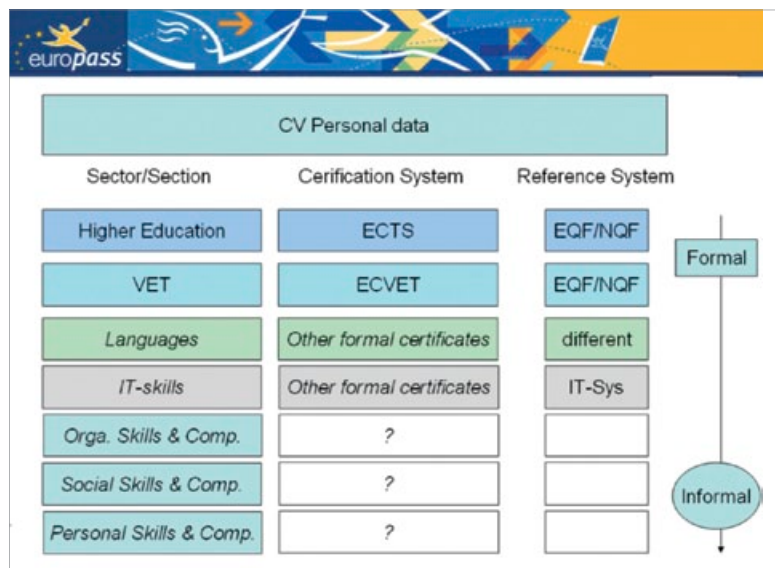 europass
CV Personal data
Sector/Section Cerification System Reference System
Higher Education ECTS EQF/NQF
Formal
VET ECVET EQF/NQF
Languages Other formal certificates different
IT-skills Other formal certificates IT-Sys
Orga. Skills & Comp. ?
Social Skills & Comp. ?
Informal
Personal Skills & Comp. ?